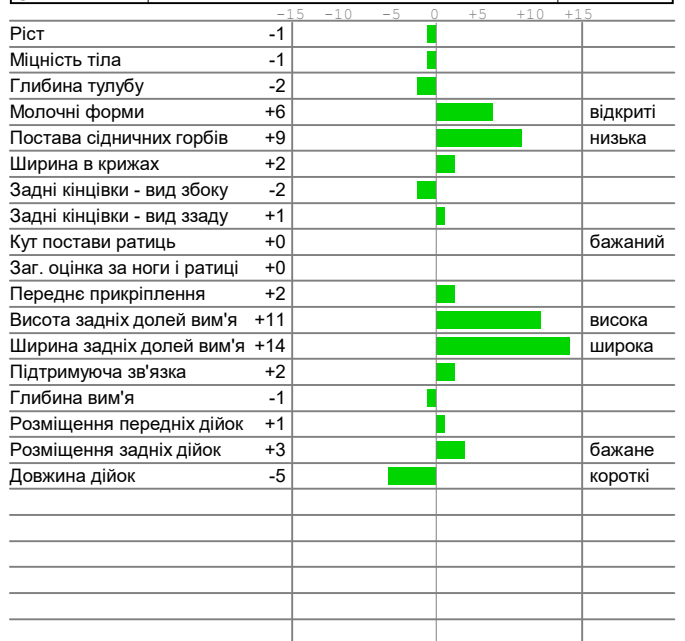 -15 -10 -5 0 +5 +10 +15
Ріст -1
Міцність тіла -1
Глибина тулубу -2
Молочні форми +6 відкриті
Постава сідничних горбів +9 низька
Ширина в крижах +2
Задні кінцівки - вид збоку -2
Задні кінцівки - вид ззаду +1
Кут постави ратиць +0 бажаний
Заг. оцінка за ноги і ратиці +0
Переднє прикріплення +2
Висота задніх долей вим'я +11 висока
Ширина задніх долей вим'я +14 широка
Підтримуюча зв'язка +2
Глибина вим'я -1
Розміщення передніх дійок +1
Розміщення задніх дійок +3 бажане
Довжина дійок -5 короткі